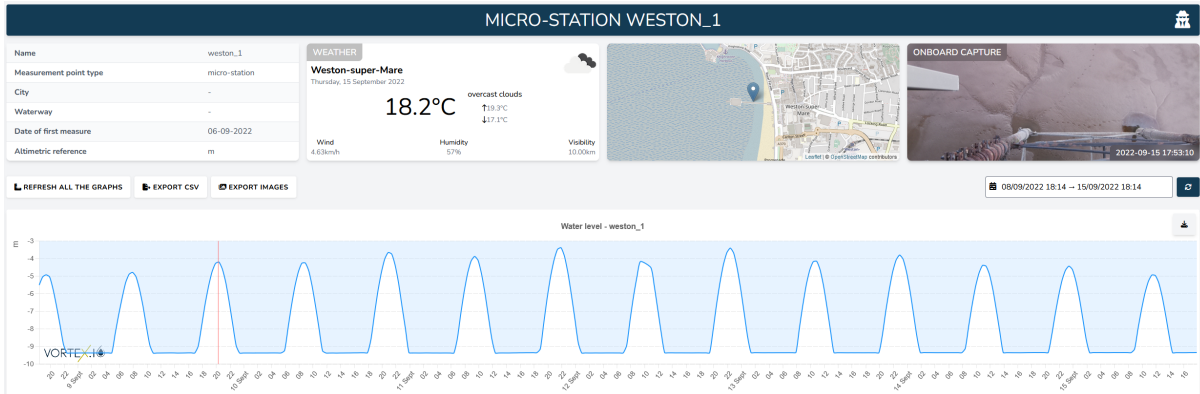 MICRO-STATION WESTON_1
Name weston_1
Measurement point type micro-station
City -
Waterway -
Date of first measure 06-09-2022
Altimetric reference m
WEATHER
Weston-super-Mare
Thursday, 15 September 2022
18.2°C
overcast clouds
↑19.3°C
↓17.1°C
Wind Humidity Visibility
4.63km/h 57% 10.00km
Weston-super
Mare
Leaflet | © OpenStreetMap contributors
ONBOARD CAPTURE
2022-09-15 17:53:10
REFRESH ALL THE GRAPHS EXPORT CSV EXPORT IMAGES
08/09/2022 18:14 → 15/09/2022 18:14
Water level - weston_1
m
-3
-4
-5
-6
-7
-8
-9
-10
VORTEX.IO
20 22 9 Sept 02 04 06 08 10 12 14 16 18 20 22 10 Sept 02 04 06 08 10 12 14 16 18 20 22 11 Sept 02 04 06 08 10 12 14 16 18 20 22 12 Sept 02 04 06 08 10 12 14 16 18 20 22 13 Sept 02 04 06 08 10 12 14 16 18 20 22 14 Sept 02 04 06 08 10 12 14 16 18 20 22 15 Sept 02 04 06 08 10 12 14 16